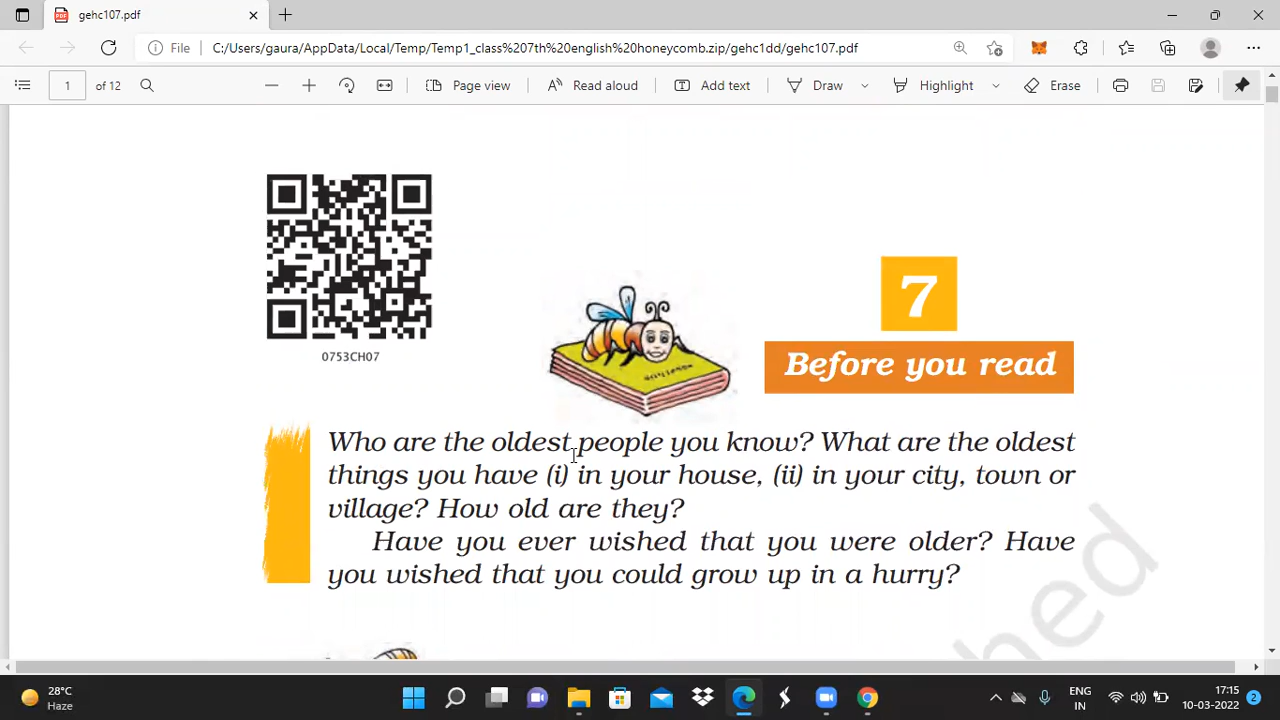 gehc107.pdf
File C:/Users/gaura/AppData/Local/Temp/Temp1_class%207th%20english%20honeycomb.zip/gehc1dd/gehc107.pdf
1 of 12 Page view Read aloud Add text Draw Highlight Erase
0753CH07
7
Before you read
Who are the oldest people you know? What are the oldest
things you have (i) in your house, (ii) in your city, town or
village? How old are they?
Have you ever wished that you were older? Have
you wished that you could grow up in a hurry?
28°C
Haze
ENG
IN
17:15
10-03-2022
2